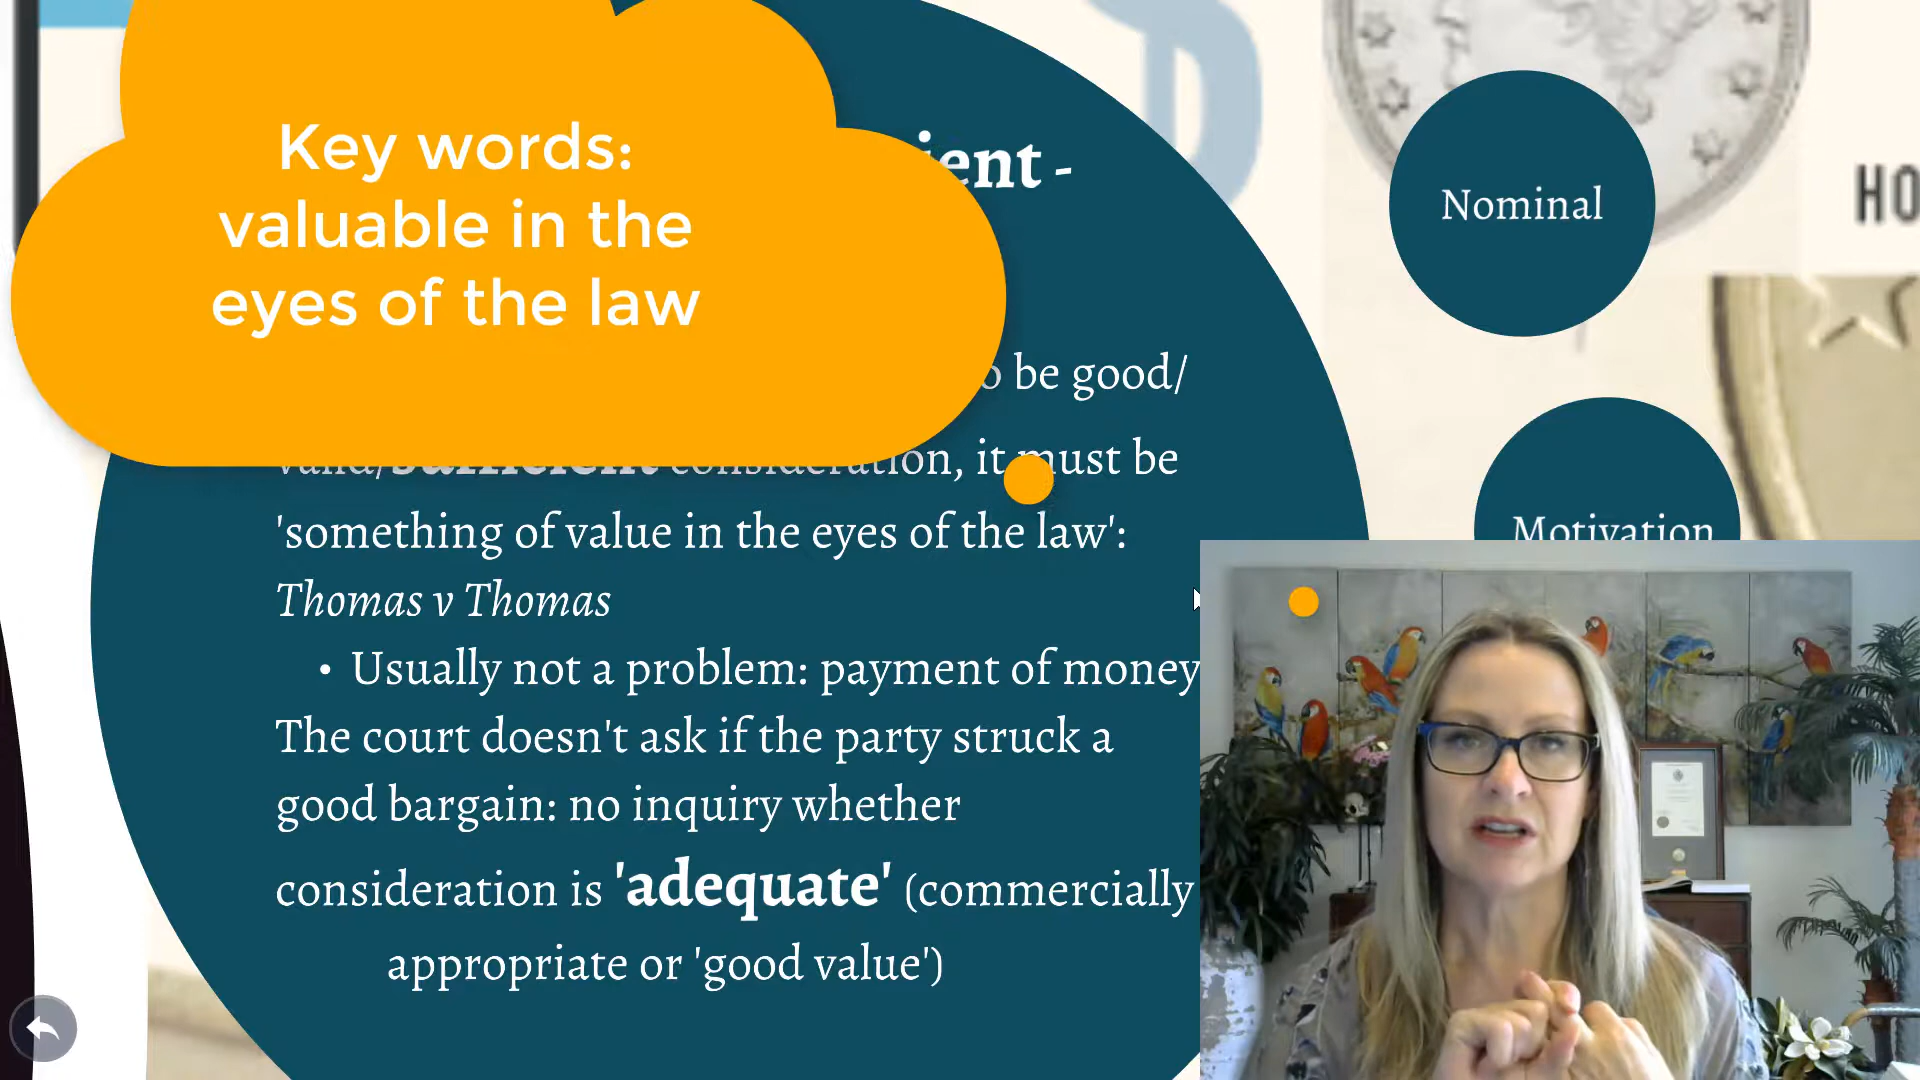 Key words:
valuable in the
eyes of the law
-
be good/
consideration, it must be
'something of value in the eyes of the law':
Thomas v Thomas
• Usually not a problem: payment of money
The court doesn't ask if the party struck a
good bargain: no inquiry whether
consideration is 'adequate' (commercially
appropriate or 'good value')
Nominal
Motivation
HO